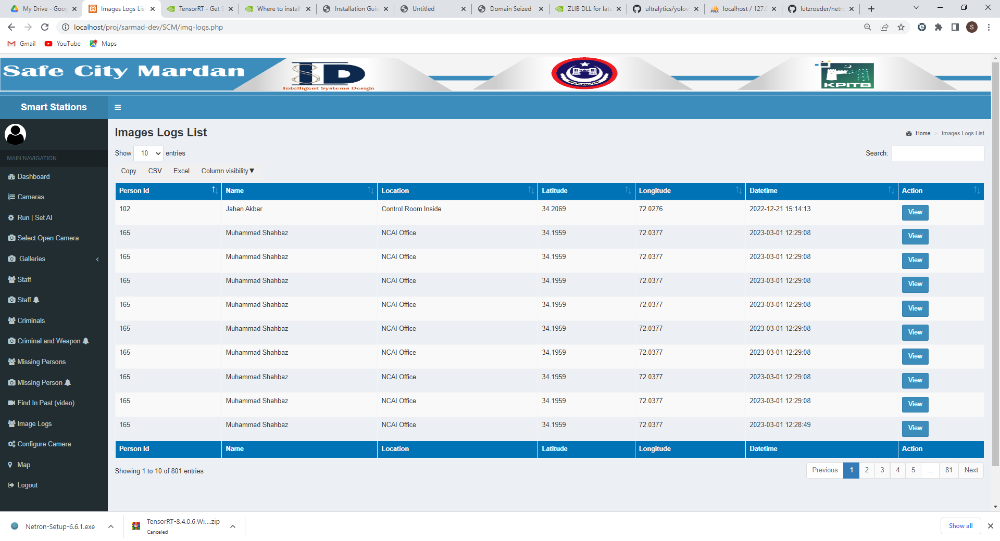 My Drive - Goog
Images Logs Lis
TensorRT - Get S
Where to install
Installation Guid
Untitled
Domain Seized
ZLIB DLL for late
ultralytics/yolov
localhost / 127.0
lutzroeder/netro
localhost/proj/sarmad-dev/SCM/img-logs.php
S
Gmail
YouTube
Maps
Safe City Mardan
ISD
Intelligent Systems Design
KPITB
Smart Stations
Images Logs List
Home > Images Logs List
MAIN NAVIGATION
Dashboard
Cameras
Run | Set AI
Select Open Camera
Galleries
Staff
Staff
Criminals
Criminal and Weapon
Missing Persons
Missing Person
Find In Past (video)
Image Logs
Configure Camera
Map
Logout
Show 10 entries
Search:
Copy CSV Excel Column visibility▼
Person Id Name Location Latitude Longitude Datetime Action
102 Jahan Akbar Control Room Inside 34.2069 72.0276 2022-12-21 15:14:13 View
165 Muhammad Shahbaz NCAI Office 34.1959 72.0377 2023-03-01 12:29:08 View
165 Muhammad Shahbaz NCAI Office 34.1959 72.0377 2023-03-01 12:29:08 View
165 Muhammad Shahbaz NCAI Office 34.1959 72.0377 2023-03-01 12:29:08 View
165 Muhammad Shahbaz NCAI Office 34.1959 72.0377 2023-03-01 12:29:08 View
165 Muhammad Shahbaz NCAI Office 34.1959 72.0377 2023-03-01 12:29:08 View
165 Muhammad Shahbaz NCAI Office 34.1959 72.0377 2023-03-01 12:29:08 View
165 Muhammad Shahbaz NCAI Office 34.1959 72.0377 2023-03-01 12:29:08 View
165 Muhammad Shahbaz NCAI Office 34.1959 72.0377 2023-03-01 12:29:08 View
165 Muhammad Shahbaz NCAI Office 34.1959 72.0377 2023-03-01 12:28:49 View
Person Id Name Location Latitude Longitude Datetime Action
Showing 1 to 10 of 801 entries
Previous 1 2 3 4 5 … 81 Next
Netron-Setup-6.6.1.exe
TensorRT-8.4.0.6.Wi....zip
Canceled
Show all